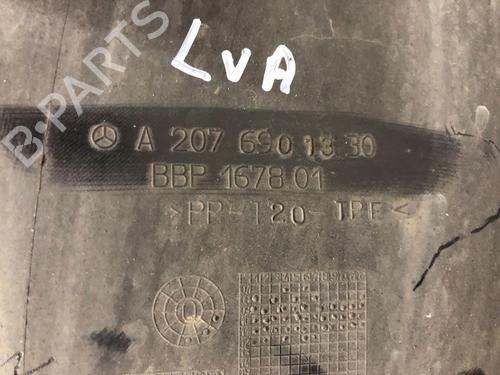 LVA
B-PARTS
A 207 690 13 30
BBP 1678 01
>PP-T20-TPE<